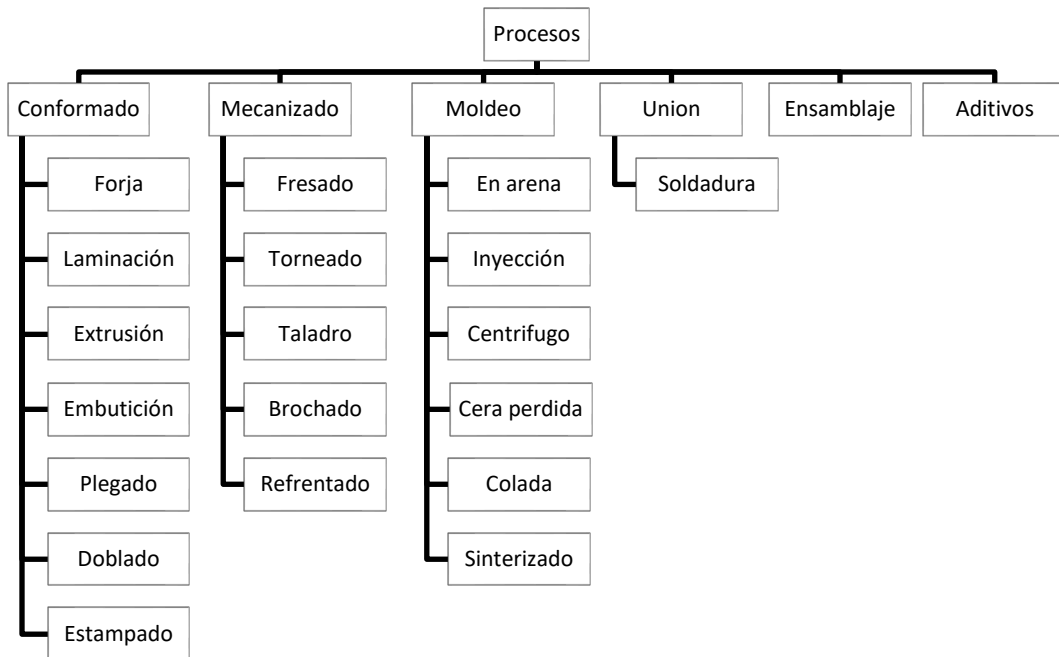 Procesos
Conformado
Mecanizado
Moldeo
Union
Ensamblaje
Aditivos
Forja
Fresado
En arena
Soldadura
Laminación
Torneado
Inyección
Extrusión
Taladro
Centrifugo
Embutición
Brochado
Cera perdida
Plegado
Refrentado
Colada
Doblado
Sinterizado
Estampado